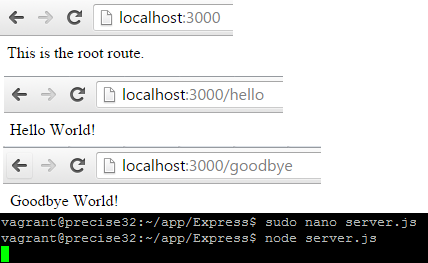 localhost:3000
This is the root route.
localhost:3000/hello
Hello World!
localhost:3000/goodbye
Goodbye World!
vagrant@precise32:~/app/Express$ sudo nano server.js
vagrant@precise32:~/app/Express$ node server.js